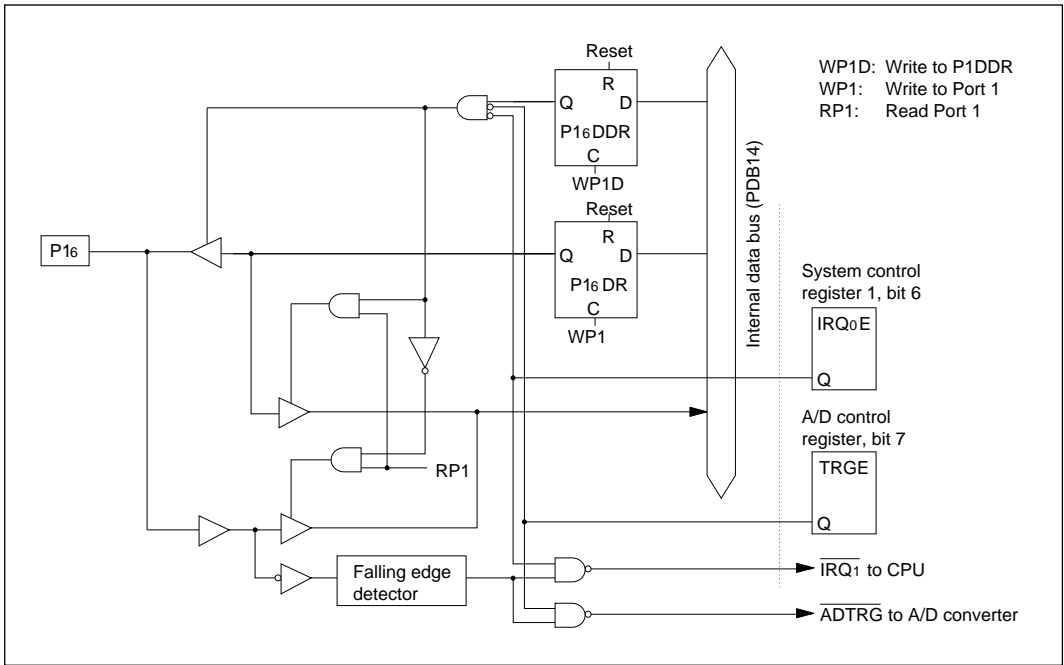 Reset
R
Q D
P16DDR
C
WP1D
Reset
R
Q D
P16DR
C
WP1
P16
RP1
Falling edge
detector
Internal data bus (PDB14)
WP1D: Write to P1DDR
WP1: Write to Port 1
RP1: Read Port 1
System control
register 1, bit 6
IRQ0E
Q
A/D control
register, bit 7
TRGE
Q
IRQ1 to CPU
ADTRG to A/D converter